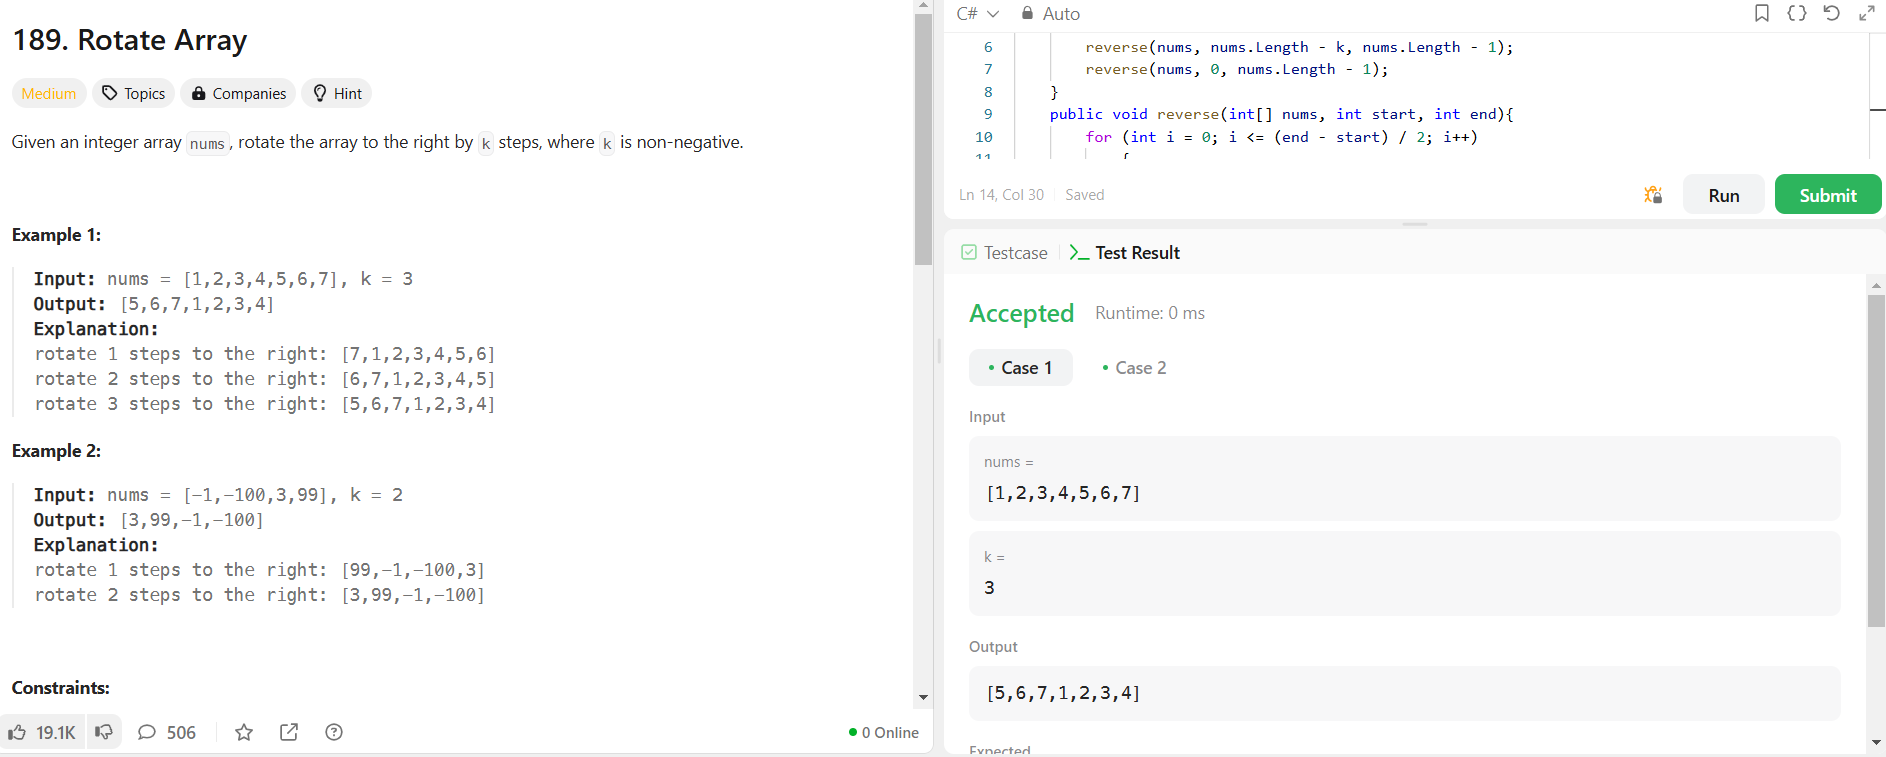 189. Rotate Array
Medium Topics Companies Hint
Given an integer array nums, rotate the array to the right by k steps, where k is non-negative.
Example 1:
Input: nums = [1,2,3,4,5,6,7], k = 3
Output: [5,6,7,1,2,3,4]
Explanation:
rotate 1 steps to the right: [7,1,2,3,4,5,6]
rotate 2 steps to the right: [6,7,1,2,3,4,5]
rotate 3 steps to the right: [5,6,7,1,2,3,4]
Example 2:
Input: nums = [-1,-100,3,99], k = 2
Output: [3,99,-1,-100]
Explanation:
rotate 1 steps to the right: [99,-1,-100,3]
rotate 2 steps to the right: [3,99,-1,-100]
Constraints:
19.1K 506 0 Online
C# Auto
6 reverse(nums, nums.Length - k, nums.Length - 1);
7 reverse(nums, 0, nums.Length - 1);
8 }
9 public void reverse(int[] nums, int start, int end){
10 for (int i = 0; i <= (end - start) / 2; i++)
11 {
Ln 14, Col 30 Saved
Run Submit
Testcase Test Result
Accepted Runtime: 0 ms
Case 1 Case 2
Input
nums =
[1,2,3,4,5,6,7]
k =
3
Output
[5,6,7,1,2,3,4]
Expected